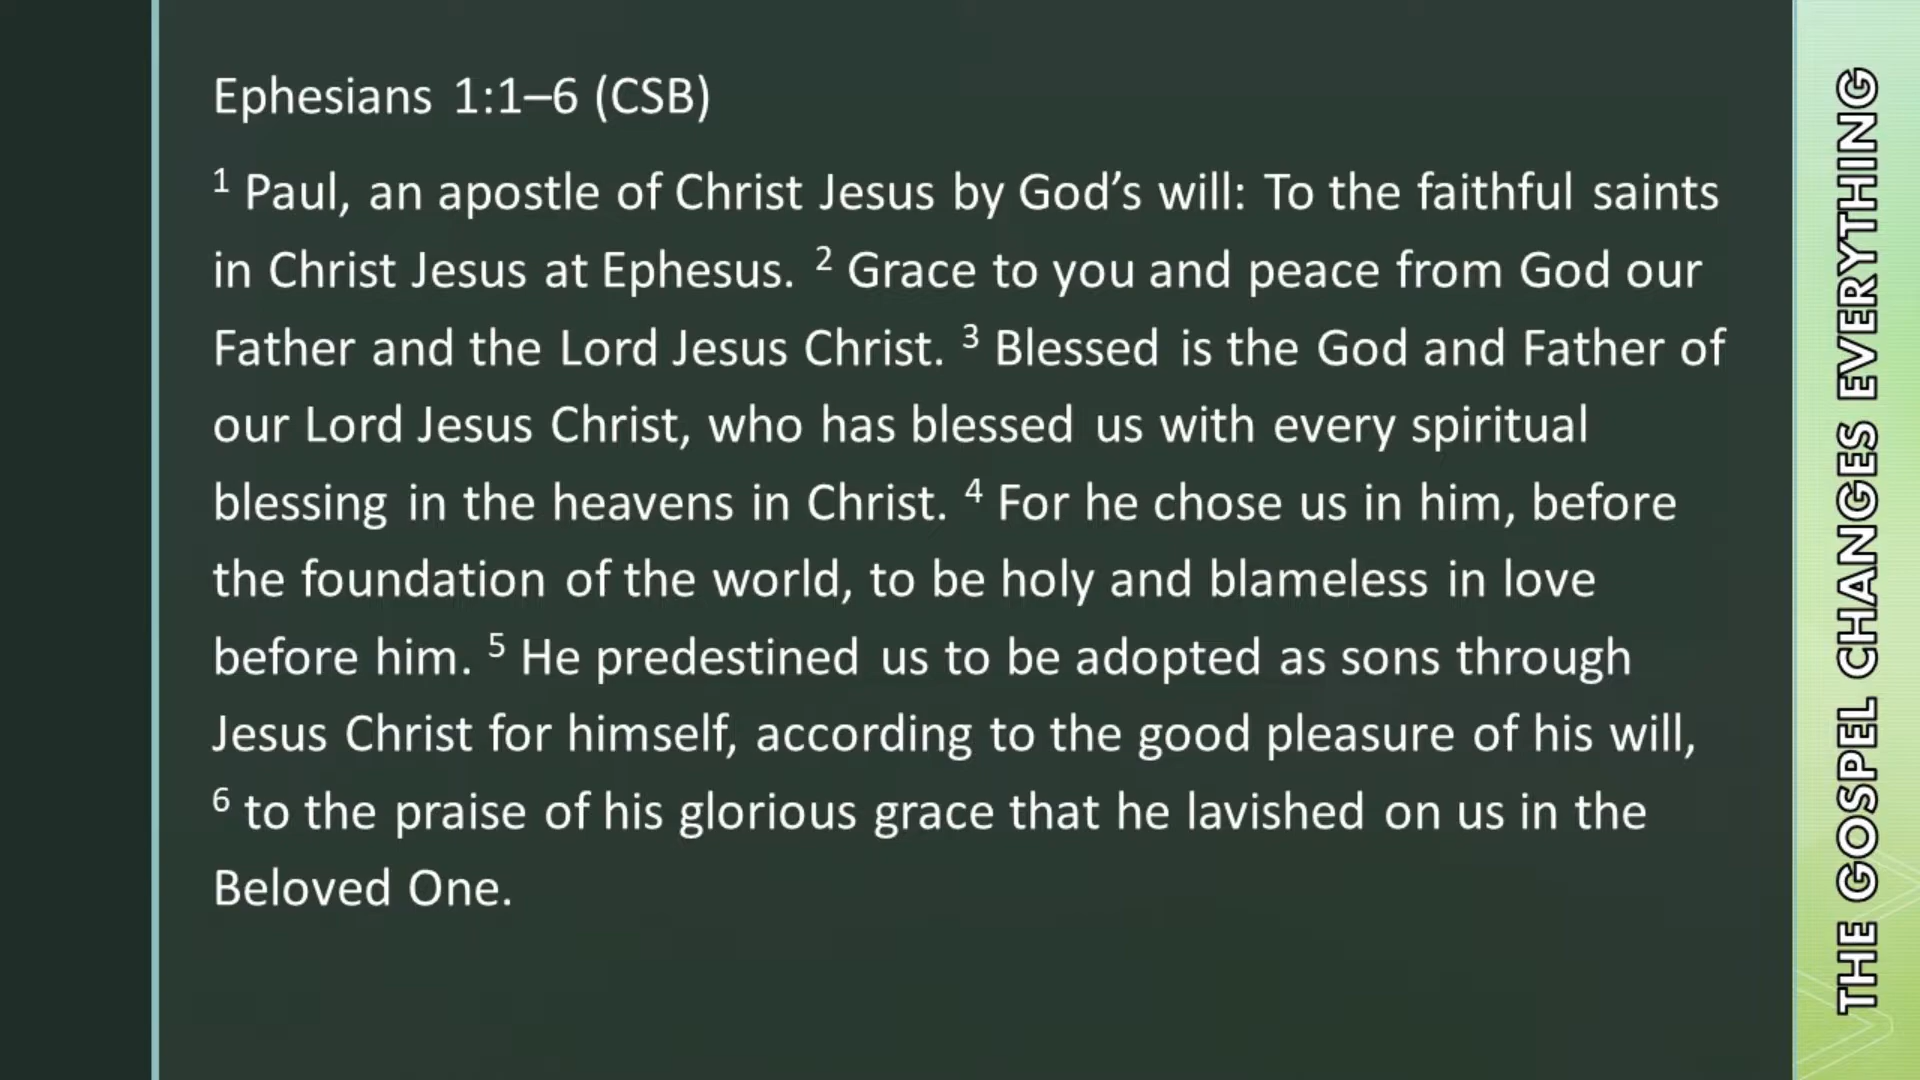 Ephesians 1:1–6 (CSB)
1 Paul, an apostle of Christ Jesus by God’s will: To the faithful saints
in Christ Jesus at Ephesus. 2 Grace to you and peace from God our
Father and the Lord Jesus Christ. 3 Blessed is the God and Father of
our Lord Jesus Christ, who has blessed us with every spiritual
blessing in the heavens in Christ. 4 For he chose us in him, before
the foundation of the world, to be holy and blameless in love
before him. 5 He predestined us to be adopted as sons through
Jesus Christ for himself, according to the good pleasure of his will,
6 to the praise of his glorious grace that he lavished on us in the
Beloved One.
THE GOSPEL CHANGES EVERYTHING